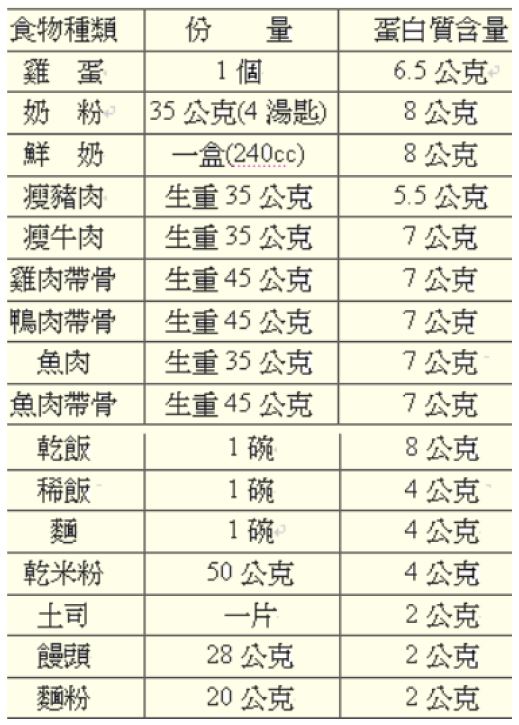 食物種類 份 量 蛋白質含量
雞 蛋 1 個 6.5 公克
奶 粉 35 公克(4 湯匙) 8 公克
鮮 奶 一盒(240cc) 8 公克
瘦豬肉 生重 35 公克 5.5 公克
瘦牛肉 生重 35 公克 7 公克
雞肉帶骨 生重 45 公克 7 公克
鴨肉帶骨 生重 45 公克 7 公克
魚肉 生重 35 公克 7 公克
魚肉帶骨 生重 45 公克 7 公克
乾飯 1 碗 8 公克
稀飯 1 碗 4 公克
麵 1 碗 4 公克
乾米粉 50 公克 4 公克
土司 一片 2 公克
饅頭 28 公克 2 公克
麵粉 20 公克 2 公克